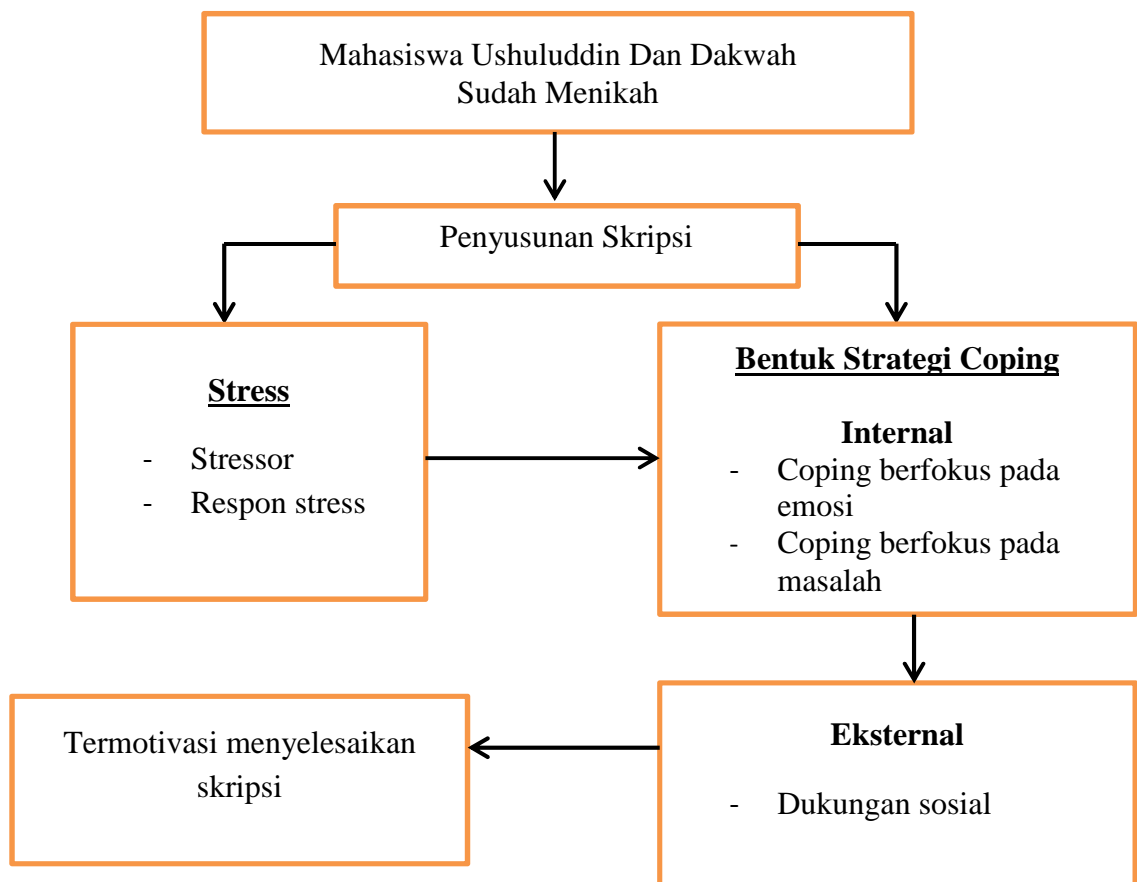 Mahasiswa Ushuluddin Dan Dakwah
Sudah Menikah
Penyusunan Skripsi
Stress
- Stressor
- Respon stress
Bentuk Strategi Coping
Internal
- Coping berfokus pada
emosi
- Coping berfokus pada
masalah
Eksternal
- Dukungan sosial
Termotivasi menyelesaikan
skripsi